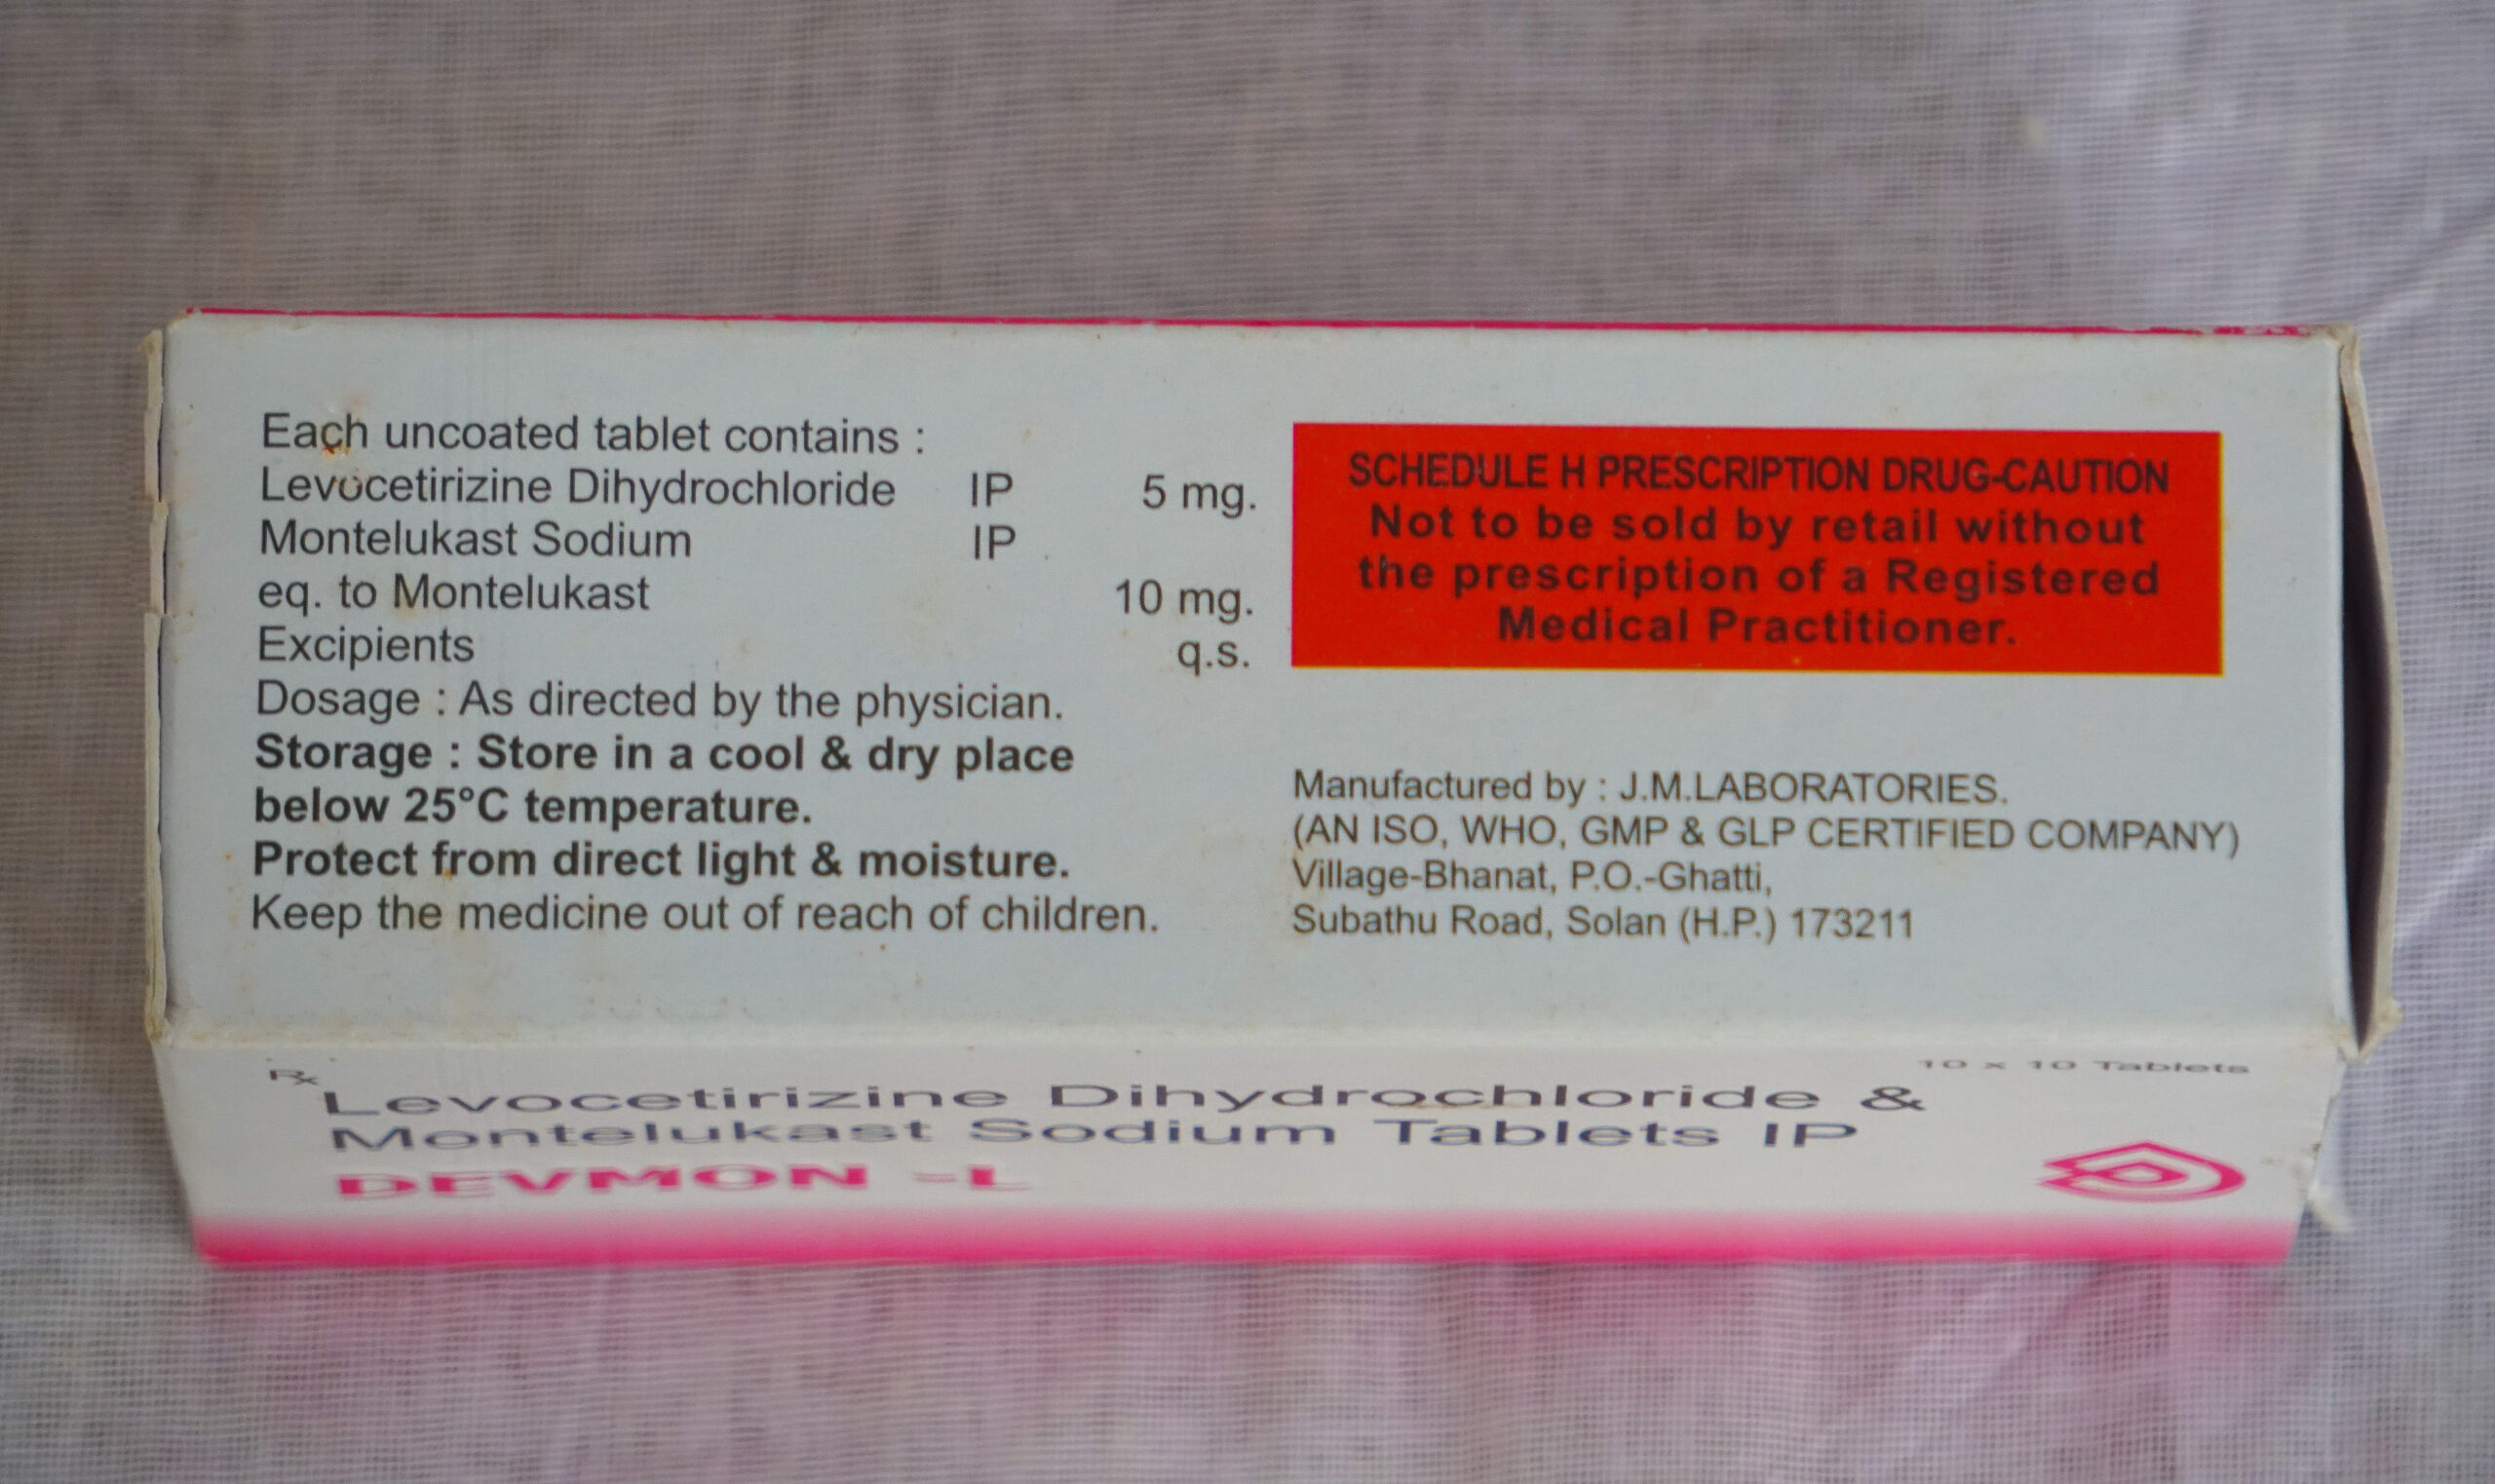 Each uncoated tablet contains :
Levocetirizine Dihydrochloride IP 5 mg.
Montelukast Sodium IP
eq. to Montelukast 10 mg.
Excipients q.s.
Dosage : As directed by the physician.
Storage : Store in a cool & dry place
below 25°C temperature.
Protect from direct light & moisture.
Keep the medicine out of reach of children.
SCHEDULE H PRESCRIPTION DRUG-CAUTION
Not to be sold by retail without
the prescription of a Registered
Medical Practitioner.
Manufactured by : J.M.LABORATORIES.
(AN ISO, WHO, GMP & GLP CERTIFIED COMPANY)
Village-Bhanat, P.O.-Ghatti,
Subathu Road, Solan (H.P.) 173211
10 x 10 Tablets
Rx
Levocetirizine Dihydrochloride &
Montelukast Sodium Tablets IP
DEVMON -L